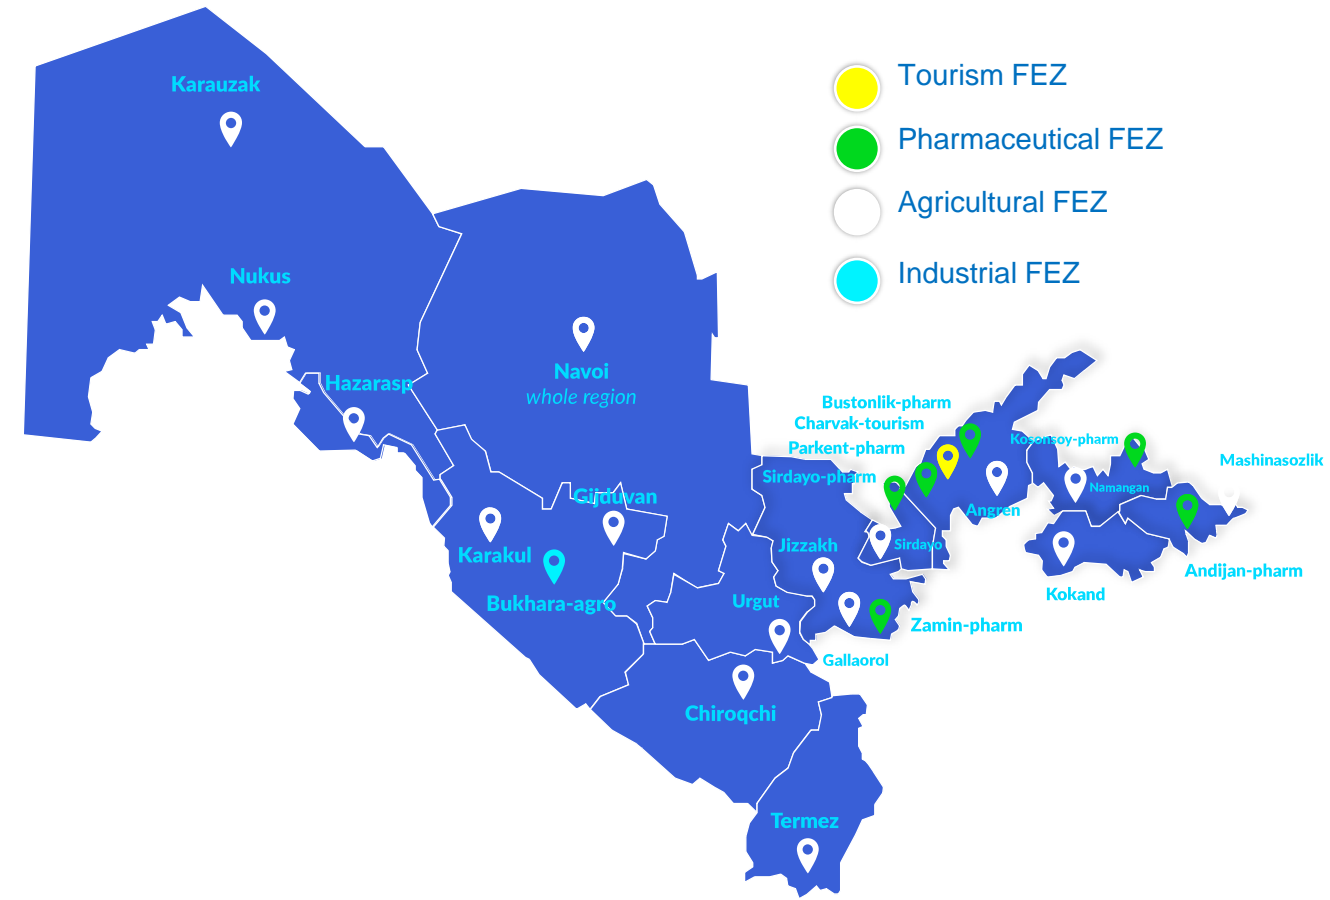 Tourism FEZ
Pharmaceutical FEZ
Agricultural FEZ
Industrial FEZ
Karauzak
Nukus
Hazarasp
Navoi
whole region
Bustonlik-pharm
Charvak-tourism
Parkent-pharm
Sirdayo-pharm
Kosonsoy-pharm
Mashinasozlik
Namangan
Angren
Gijduvan
Karakul
Bukhara-agro
Jizzakh
Sirdayo
Urgut
Kokand
Andijan-pharm
Zamin-pharm
Gallaorol
Chiroqchi
Termez